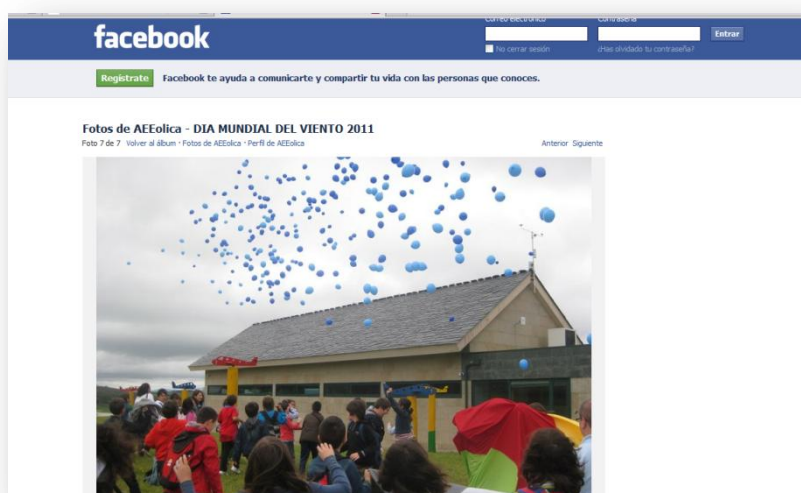 Correo electrónico Contraseña
facebook
Entrar
No cerrar sesión ¿Has olvidado tu contraseña?
Regístrate Facebook te ayuda a comunicarte y compartir tu vida con las personas que conoces.
Fotos de AEEolica - DIA MUNDIAL DEL VIENTO 2011
Foto 7 de 7 Volver al álbum · Fotos de AEEolica · Perfil de AEEolica Anterior Siguiente